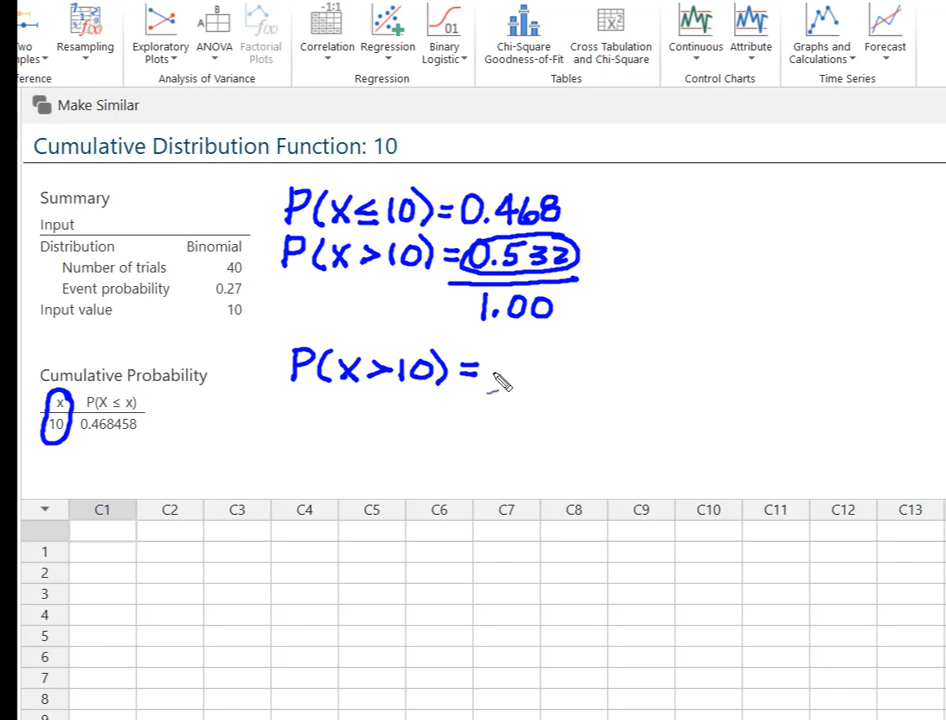 -1:1
A B
01
Two
Resampling
Exploratory
ANOVA
Factorial
Correlation
Regression
Binary
Chi-Square
Cross Tabulation
Continuous
Attribute
Graphs and
Forecast
Plots
Plots
Logistic
Goodness-of-Fit
and Chi-Square
Calculations
Analysis of Variance
Regression
Tables
Control Charts
Time Series
Make Similar
Cumulative Distribution Function: 10
Summary
Input
Distribution Binomial
Number of trials 40
Event probability 0.27
Input value 10
P(X≤10)=0.468
P(X>10)=0.532
1.00
P(X>10)=
Cumulative Probability
x P(X ≤ x)
10 0.468458
C1 C2 C3 C4 C5 C6 C7 C8 C9 C10 C11 C12 C13
1
2
3
4
5
6
7
8